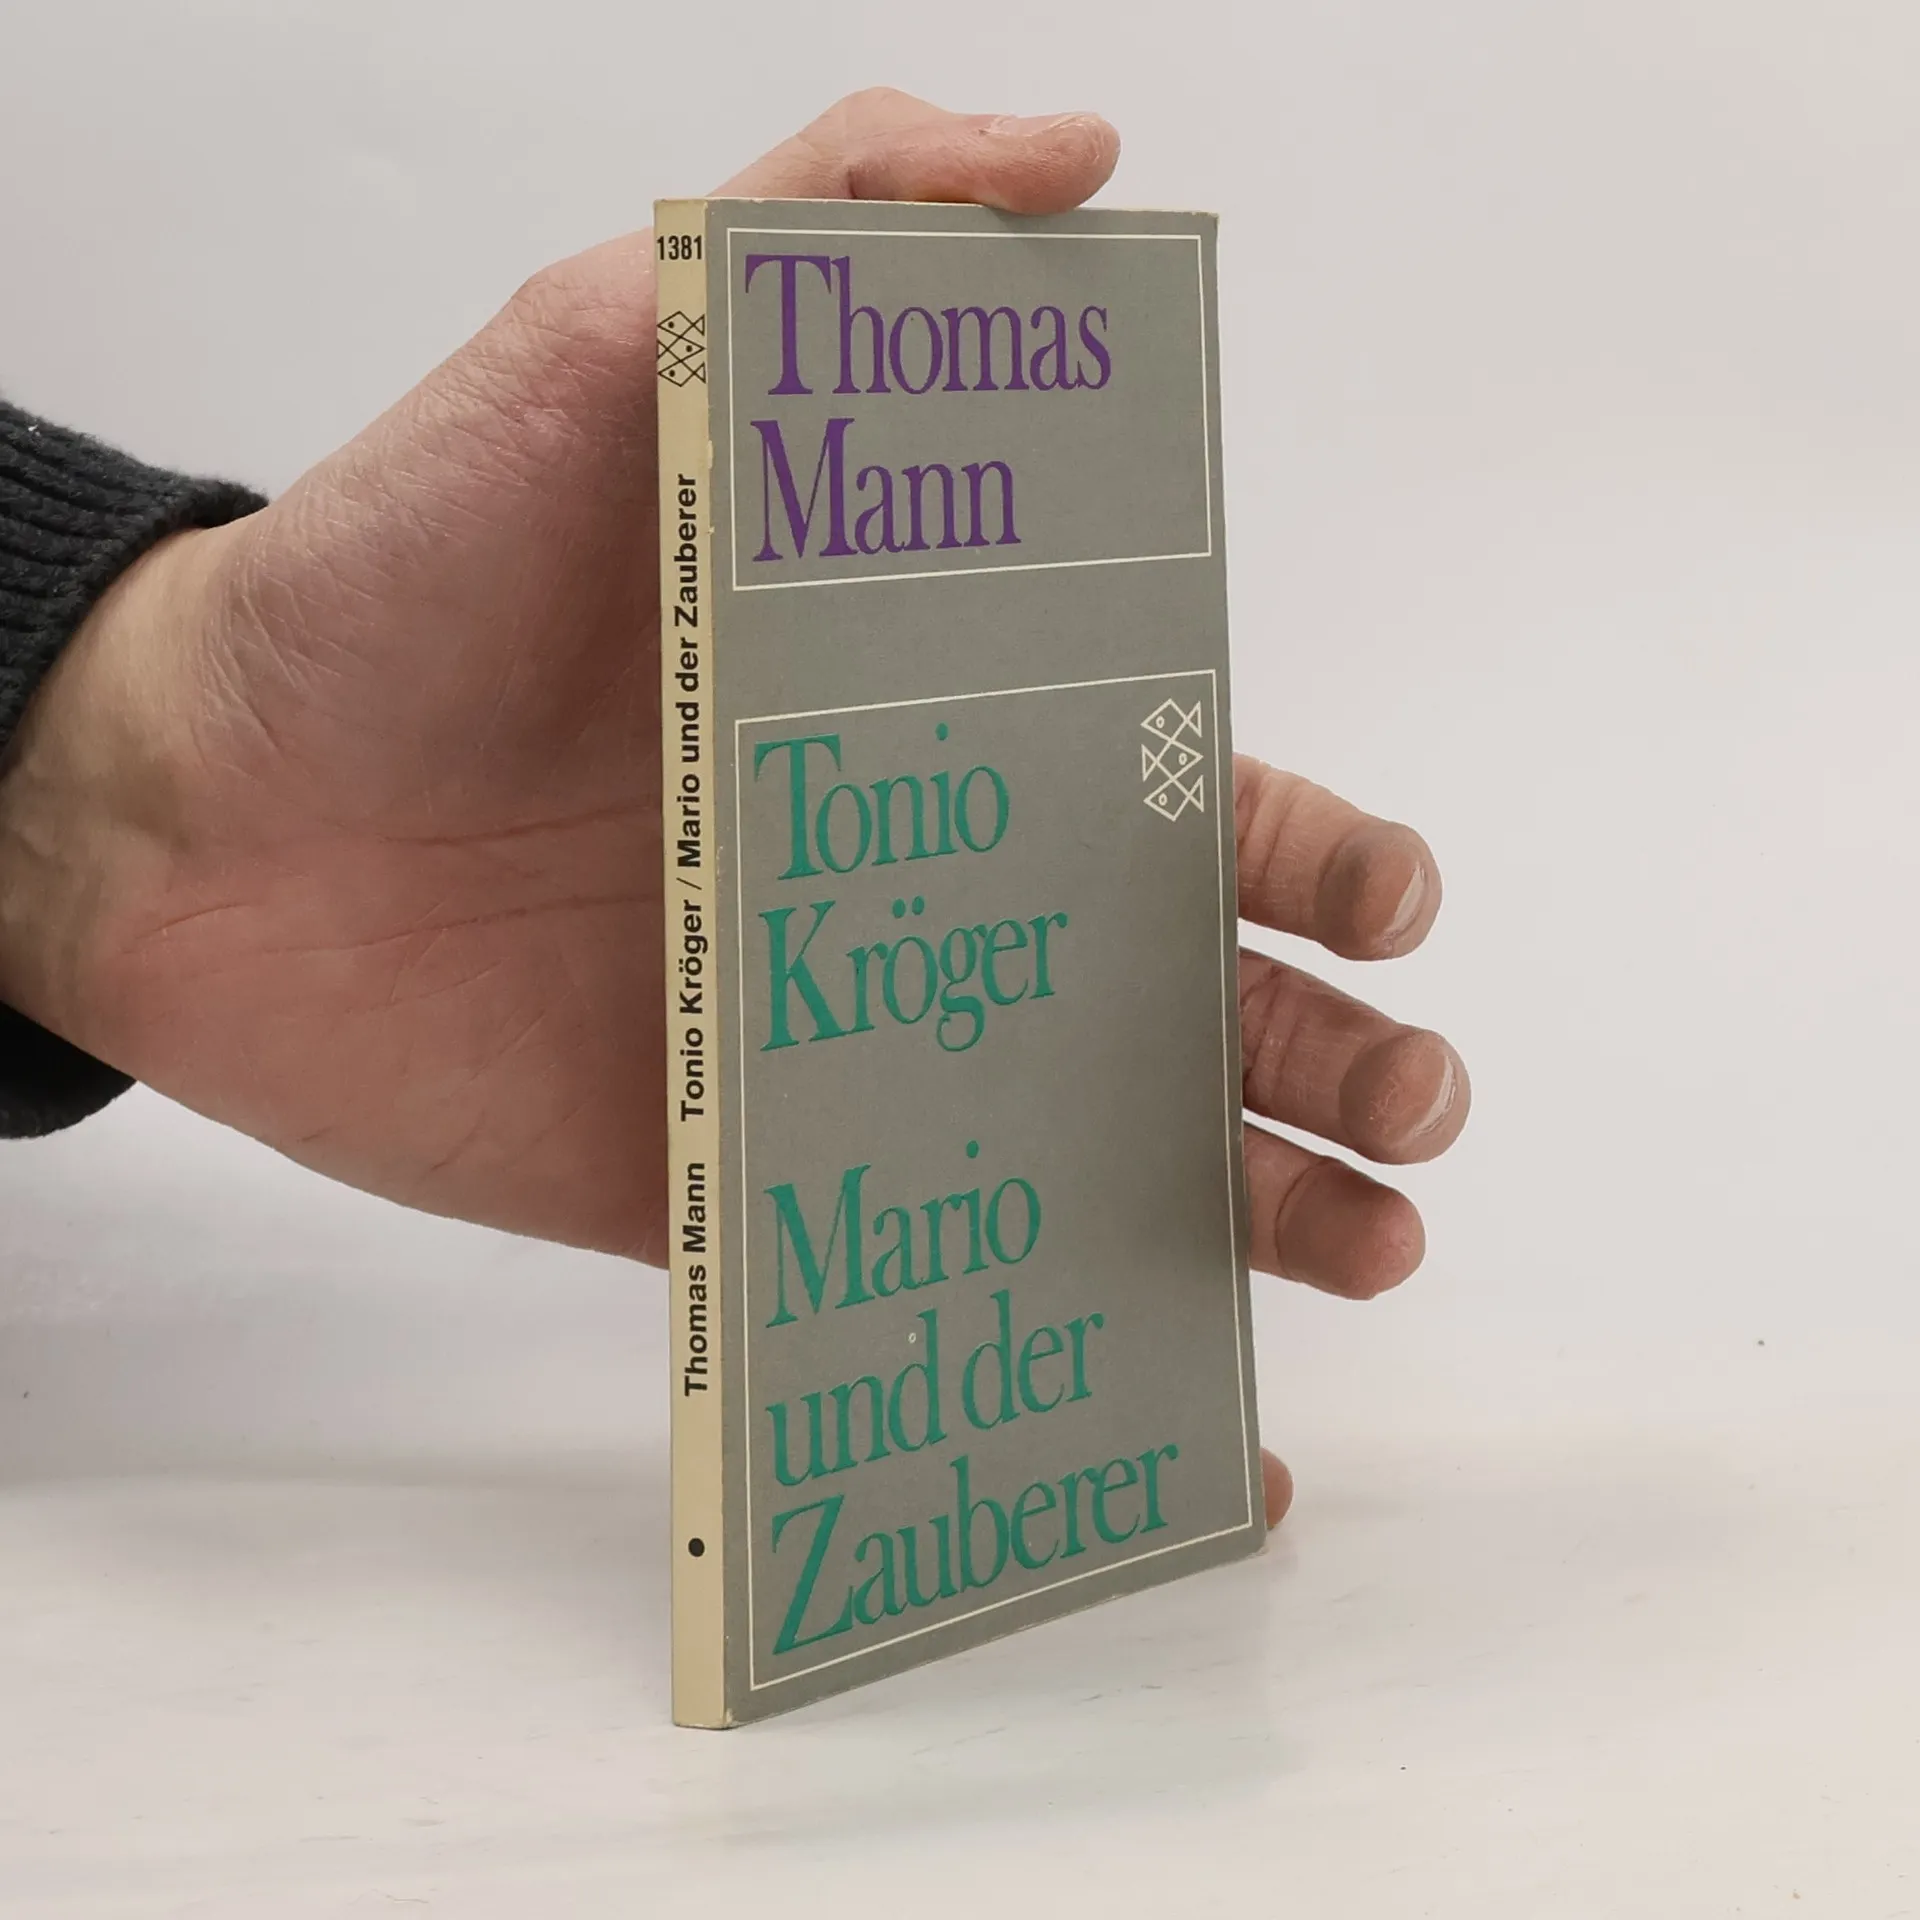 1381
Thomas Mann   Tonio Kröger / Mario und der Zauberer
Thomas
Mann
Tonio
Kröger
Mario
und der
Zauberer